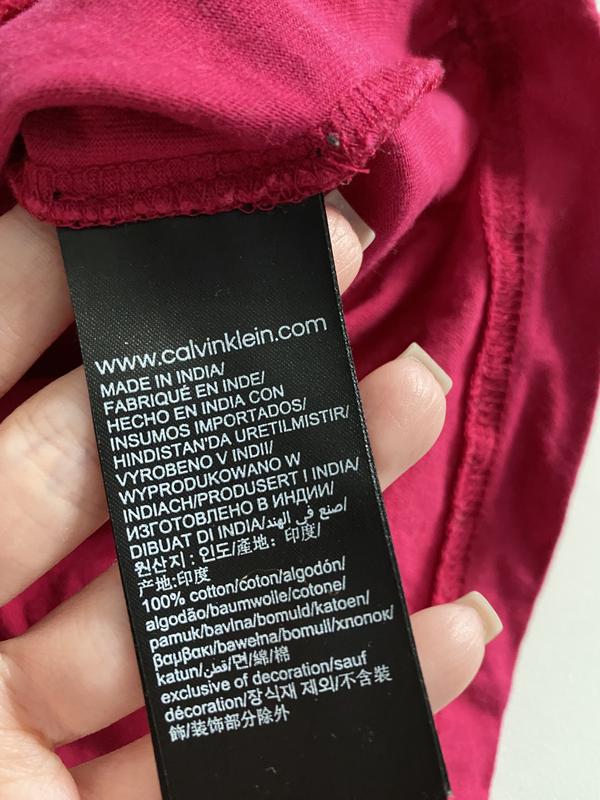 www.calvinklein.com
MADE IN INDIA/
FABRIQUÉ EN INDE/
HECHO EN INDIA CON
INSUMOS IMPORTADOS/
HINDISTAN'DA URETILMISTIR/
VYROBENO V INDII/
WYPRODUKOWANO W
INDIACH/PRODUSERT I INDIA/
ИЗГОТОВЛЕНО В ИНДИИ/
DIBUAT DI INDIA/صنع في الهند/
원산지 : 인도/產地: 印度/
产地:印度
100% cotton/coton/algodón/
algodão/baumwolle/cotone/
pamuk/bavlna/bomuld/katoen/
βαμβακι/bawełna/bomull/хлопок/
katun/قطن/면/綿/棉
exclusive of decoration/sauf
décoration/장식재 제외/不含裝
飾/装饰部分除外